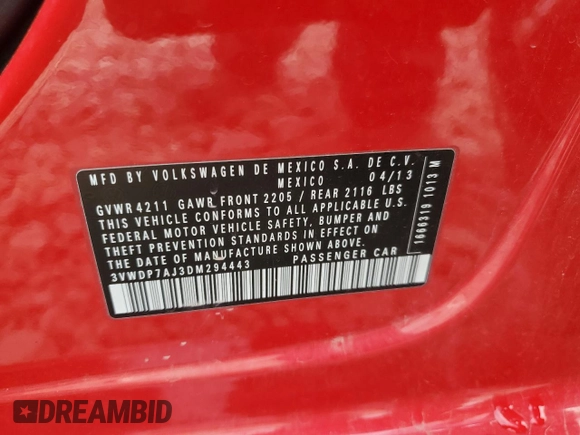 MFD BY VOLKSWAGEN DE MEXICO S.A. DE C.V.
MEXICO 04/13
GVWR 4211 GAWR FRONT 2205 / REAR 2116 LBS
THIS VEHICLE CONFORMS TO ALL APPLICABLE U.S.
FEDERAL MOTOR VEHICLE SAFETY, BUMPER AND
THEFT PREVENTION STANDARDS IN EFFECT ON
THE DATE OF MANUFACTURE SHOWN ABOVE.
3VWDP7AJ3DM294443 PASSENGER CAR
1666319 1013 M
DREAMBID